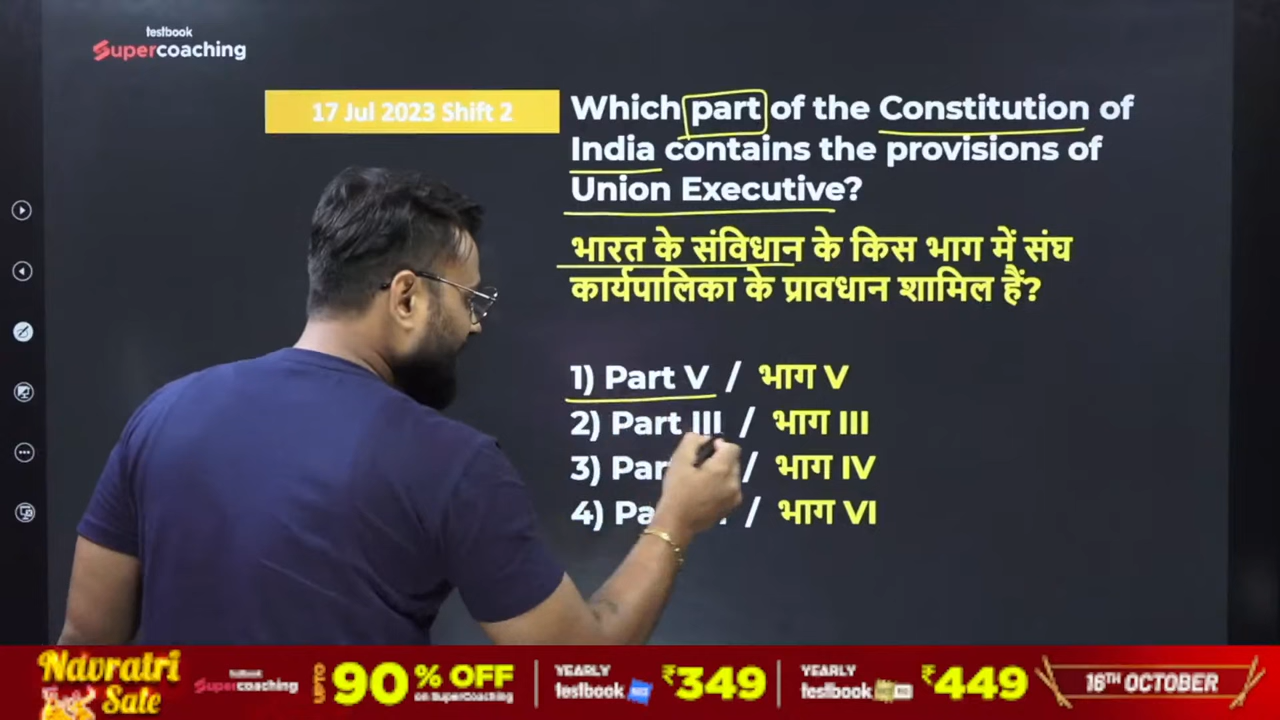 testbook
Supercoaching
17 Jul 2023 Shift 2
Which part of the Constitution of
India contains the provisions of
Union Executive?
भारत के संविधान के किस भाग में संघ
कार्यपालिका के प्रावधान शामिल हैं?
1) Part V / भाग V
2) Part III / भाग III
3) / भाग IV
4) / भाग VI
Navratri
Sale
testbook
Supercoaching
UPTO
90% OFF
on SuperCoaching
YEARLY
testbook
₹349
YEARLY
testbook
₹449
16TH OCTOBER